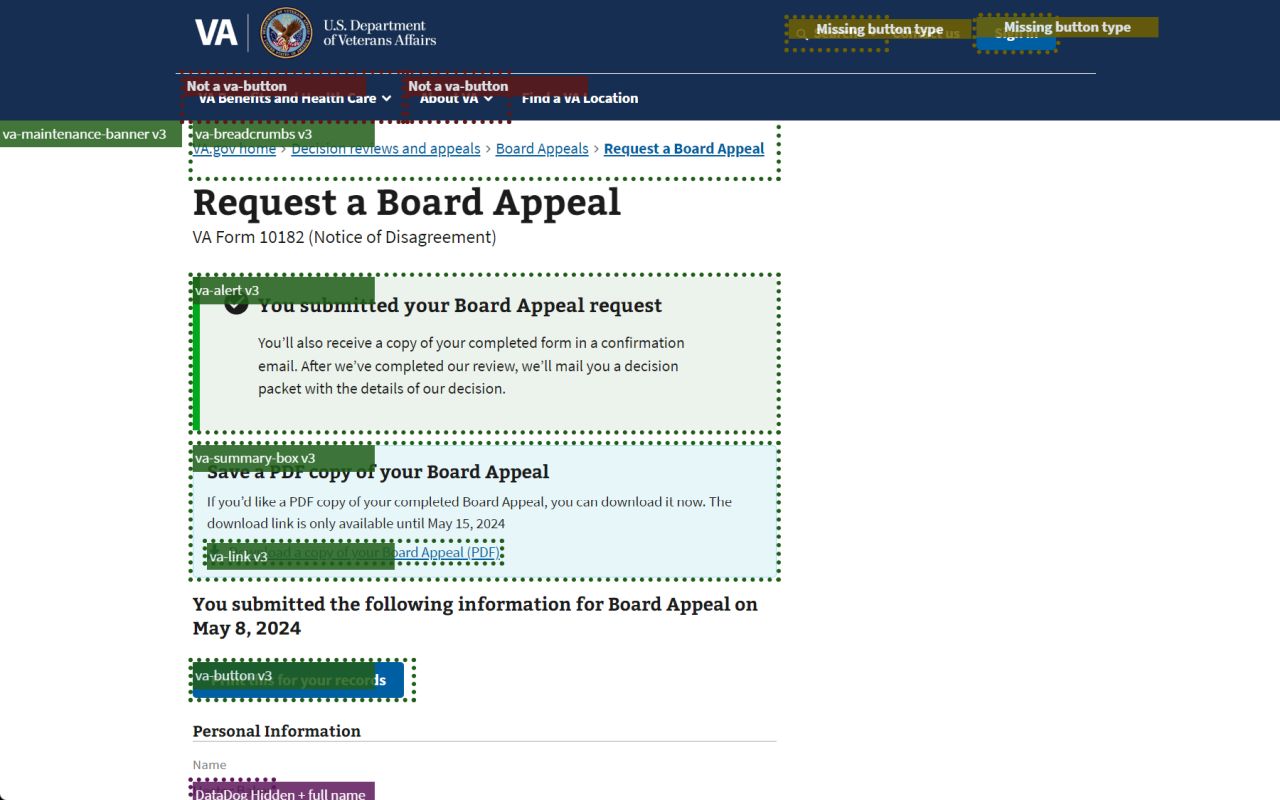 VA
U.S. Department
of Veterans Affairs
Missing button type
Missing button type
Not a va-button
Not a va-button
VA Benefits and Health Care
About VA
Find a VA Location
va-maintenance-banner v3
va-breadcrumbs v3
VA.gov home › Decision reviews and appeals › Board Appeals › Request a Board Appeal
Request a Board Appeal
VA Form 10182 (Notice of Disagreement)
va-alert v3
You submitted your Board Appeal request
You’ll also receive a copy of your completed form in a confirmation
email. After we’ve completed our review, we’ll mail you a decision
packet with the details of our decision.
va-summary-box v3
Save a PDF copy of your Board Appeal
If you’d like a PDF copy of your completed Board Appeal, you can download it now. The
download link is only available until May 15, 2024
va-link v3
a copy of your Board Appeal (PDF)
You submitted the following information for Board Appeal on
May 8, 2024
va-button v3
Print this for your records
Personal Information
Name
DataDog Hidden + full name